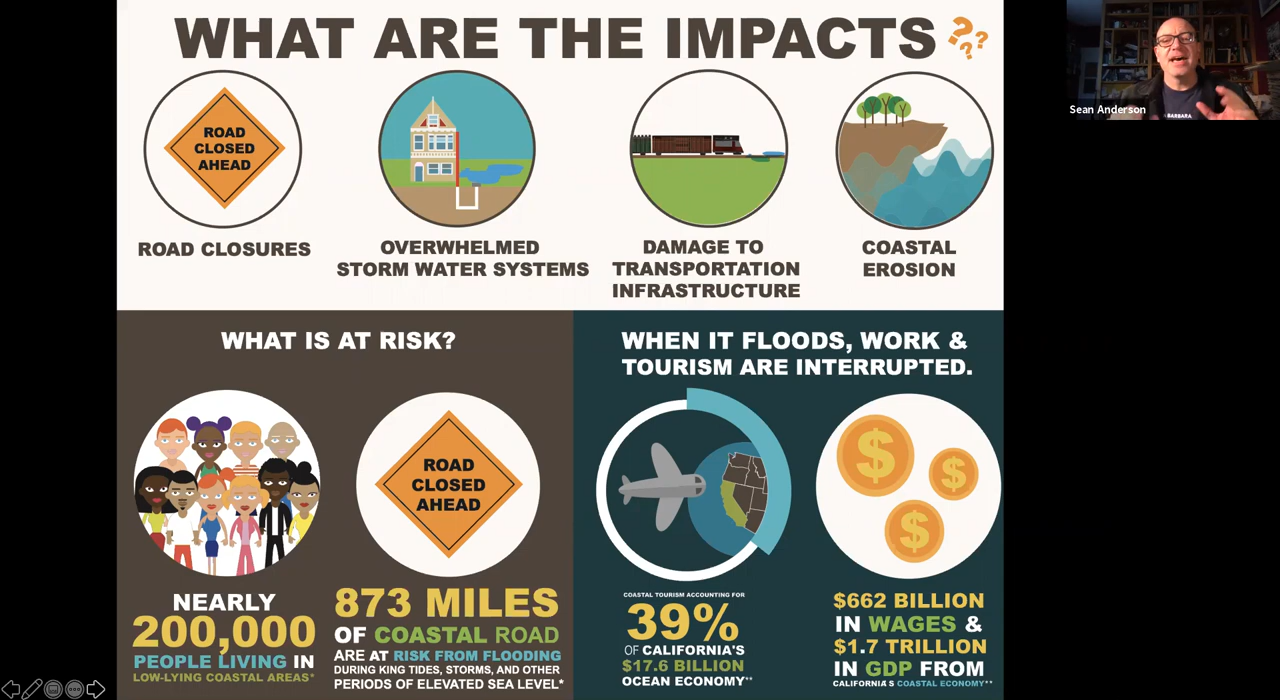 WHAT ARE THE IMPACTS ???
Sean Anderson
BARBARA
ROAD
CLOSED
AHEAD
ROAD CLOSURES
OVERWHELMED
STORM WATER SYSTEMS
DAMAGE TO
TRANSPORTATION
INFRASTRUCTURE
COASTAL
EROSION
WHAT IS AT RISK?
NEARLY
200,000
PEOPLE LIVING IN
LOW-LYING COASTAL AREAS*
ROAD
CLOSED
AHEAD
873 MILES
OF COASTAL ROAD
ARE AT RISK FROM FLOODING
DURING KING TIDES, STORMS, AND OTHER
PERIODS OF ELEVATED SEA LEVEL*
WHEN IT FLOODS, WORK &
TOURISM ARE INTERRUPTED.
COASTAL TOURISM ACCOUNTING FOR
39%
OF CALIFORNIA'S
$17.6 BILLION
OCEAN ECONOMY**
$ $ $
$662 BILLION
IN WAGES &
$1.7 TRILLION
IN GDP FROM
CALIFORNIA'S COASTAL ECONOMY**